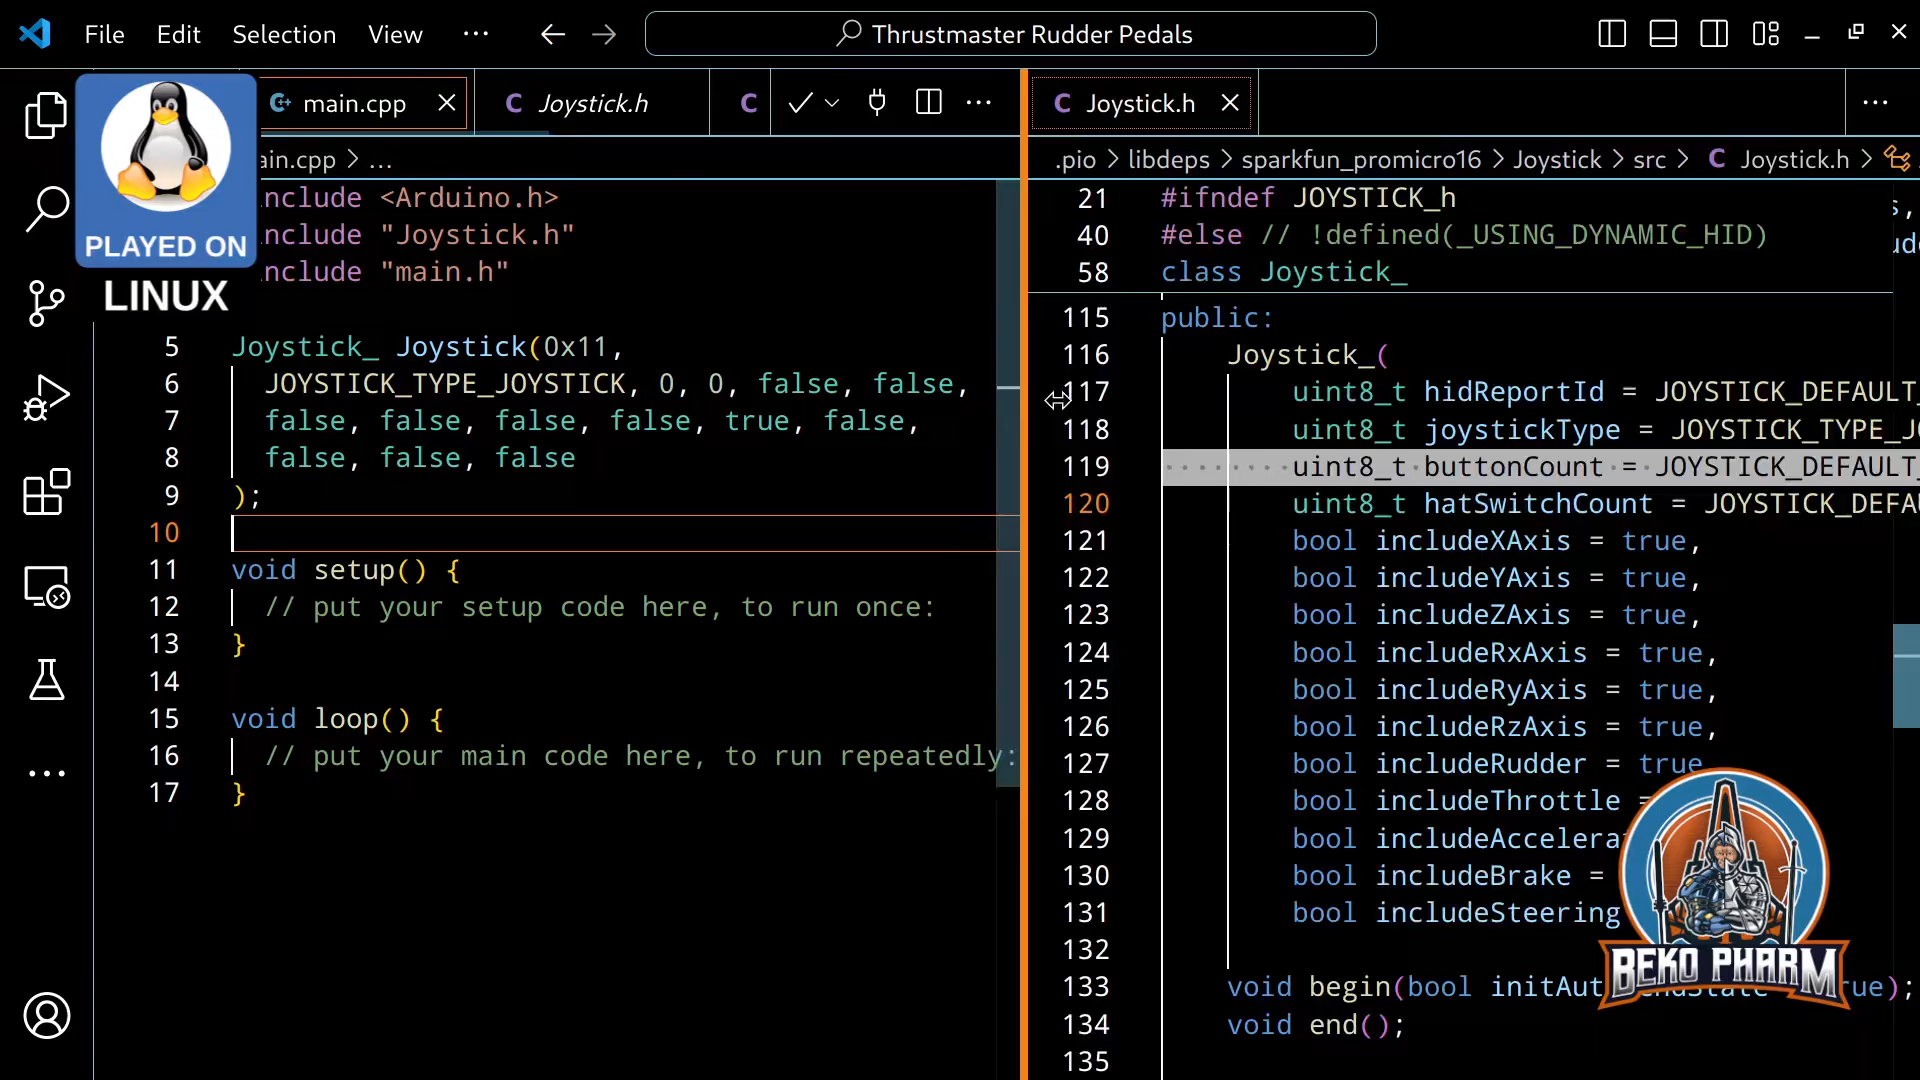 File Edit Selection View ··· Thrustmaster Rudder Pedals
main.cpp Joystick.h C
C Joystick.h
PLAYED ON
LINUX
ain.cpp > ...
.pio > libdeps > sparkfun_promicro16 > Joystick > src > C Joystick.h >
nclude <Arduino.h>
nclude "Joystick.h"
nclude "main.h"
5 Joystick_ Joystick(0x11,
6 JOYSTICK_TYPE_JOYSTICK, 0, 0, false, false,
7 false, false, false, false, true, false,
8 false, false, false
9 );
10
11 void setup() {
12 // put your setup code here, to run once:
13 }
14
15 void loop() {
16 // put your main code here, to run repeatedly:
17 }
21 #ifndef JOYSTICK_h
40 #else // !defined(_USING_DYNAMIC_HID)
58 class Joystick_
115 public:
116 Joystick_(
117 uint8_t hidReportId = JOYSTICK_DEFAULT_
118 uint8_t joystickType = JOYSTICK_TYPE_JO
119 uint8_t buttonCount = JOYSTICK_DEFAULT_
120 uint8_t hatSwitchCount = JOYSTICK_DEFAU
121 bool includeXAxis = true,
122 bool includeYAxis = true,
123 bool includeZAxis = true,
124 bool includeRxAxis = true,
125 bool includeRyAxis = true,
126 bool includeRzAxis = true,
127 bool includeRudder = true
128 bool includeThrottle =
129 bool includeAccelera
130 bool includeBrake =
131 bool includeSteering
132
133 void begin(bool initAut rue);
134 void end();
135
BEKO PHARM